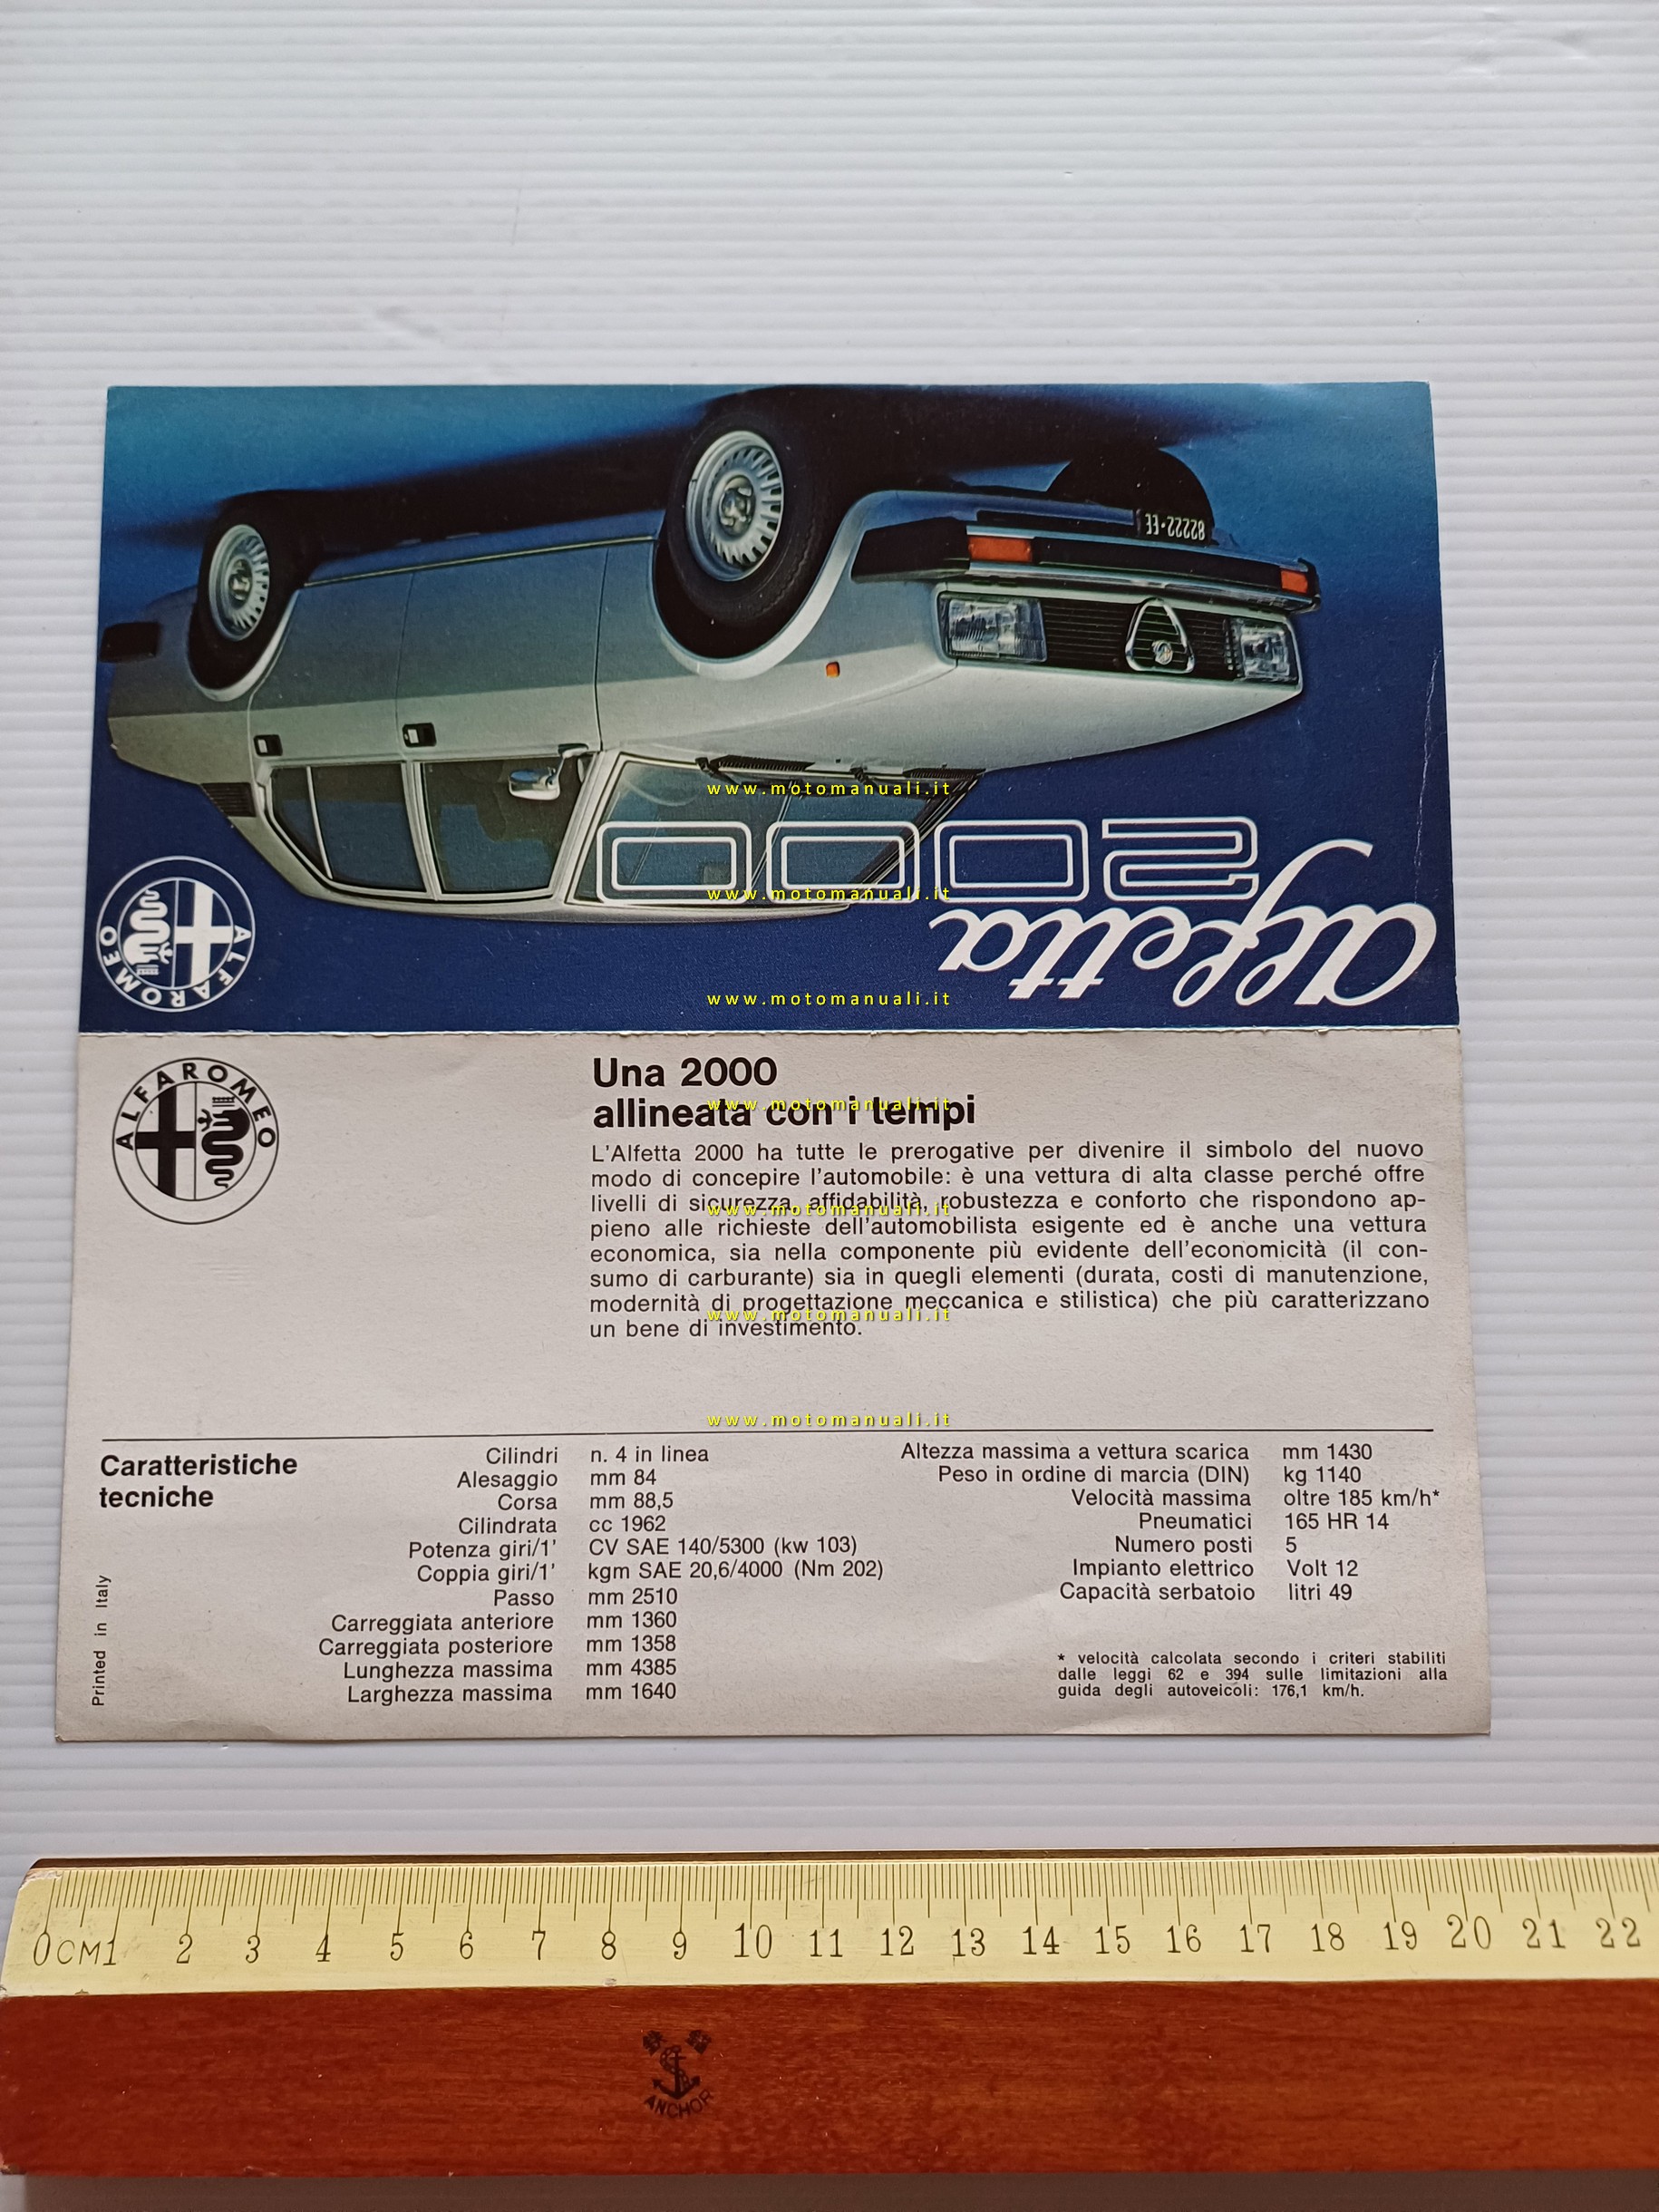 82222·EE
www.motomanuali.it
2000
www.motomanuali.it
Alfetta
ALFA ROMEO
www.motomanuali.it
ALFA ROMEO
Una 2000
www.motomanuali.it
allineata con i tempi
L'Alfetta 2000 ha tutte le prerogative per divenire il simbolo del nuovo
modo di concepire l'automobile: è una vettura di alta classe perché offre
livelli di sicurezza, affidabilità, robustezza e conforto che rispondono ap-
www.motomanuali.it
pieno alle richieste dell'automobilista esigente ed è anche una vettura
economica, sia nella componente più evidente dell'economicità (il con-
sumo di carburante) sia in quegli elementi (durata, costi di manutenzione,
modernità di progettazione meccanica e stilistica) che più caratterizzano
www.motomanuali.it
un bene di investimento.
www.motomanuali.it
Caratteristiche
tecniche
Cilindri n. 4 in linea
Alesaggio mm 84
Corsa mm 88,5
Cilindrata cc 1962
Potenza giri/1' CV SAE 140/5300 (kw 103)
Coppia giri/1' kgm SAE 20,6/4000 (Nm 202)
Passo mm 2510
Carreggiata anteriore mm 1360
Carreggiata posteriore mm 1358
Lunghezza massima mm 4385
Larghezza massima mm 1640
Altezza massima a vettura scarica mm 1430
Peso in ordine di marcia (DIN) kg 1140
Velocità massima oltre 185 km/h*
Pneumatici 165 HR 14
Numero posti 5
Impianto elettrico Volt 12
Capacità serbatoio litri 49
* velocità calcolata secondo i criteri stabiliti
dalle leggi 62 e 394 sulle limitazioni alla
guida degli autoveicoli: 176,1 km/h.
Printed in Italy
0CM1 2 3 4 5 6 7 8 9 10 11 12 13 14 15 16 17 18 19 20 21 22
ANCHOR